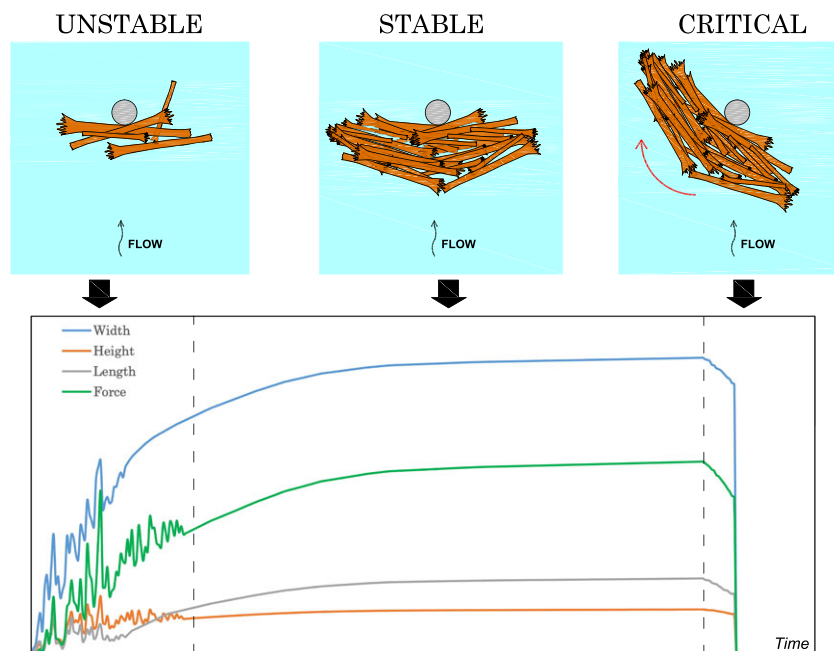 UNSTABLE
STABLE
CRITICAL
FLOW
FLOW
FLOW
Width
Height
Length
Force
Time